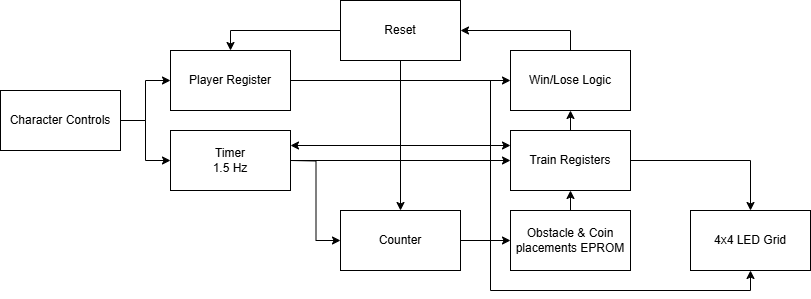 Reset
Player Register
Win/Lose Logic
Character Controls
Timer
1.5 Hz
Train Registers
Counter
Obstacle & Coin
placements EPROM
4x4 LED Grid